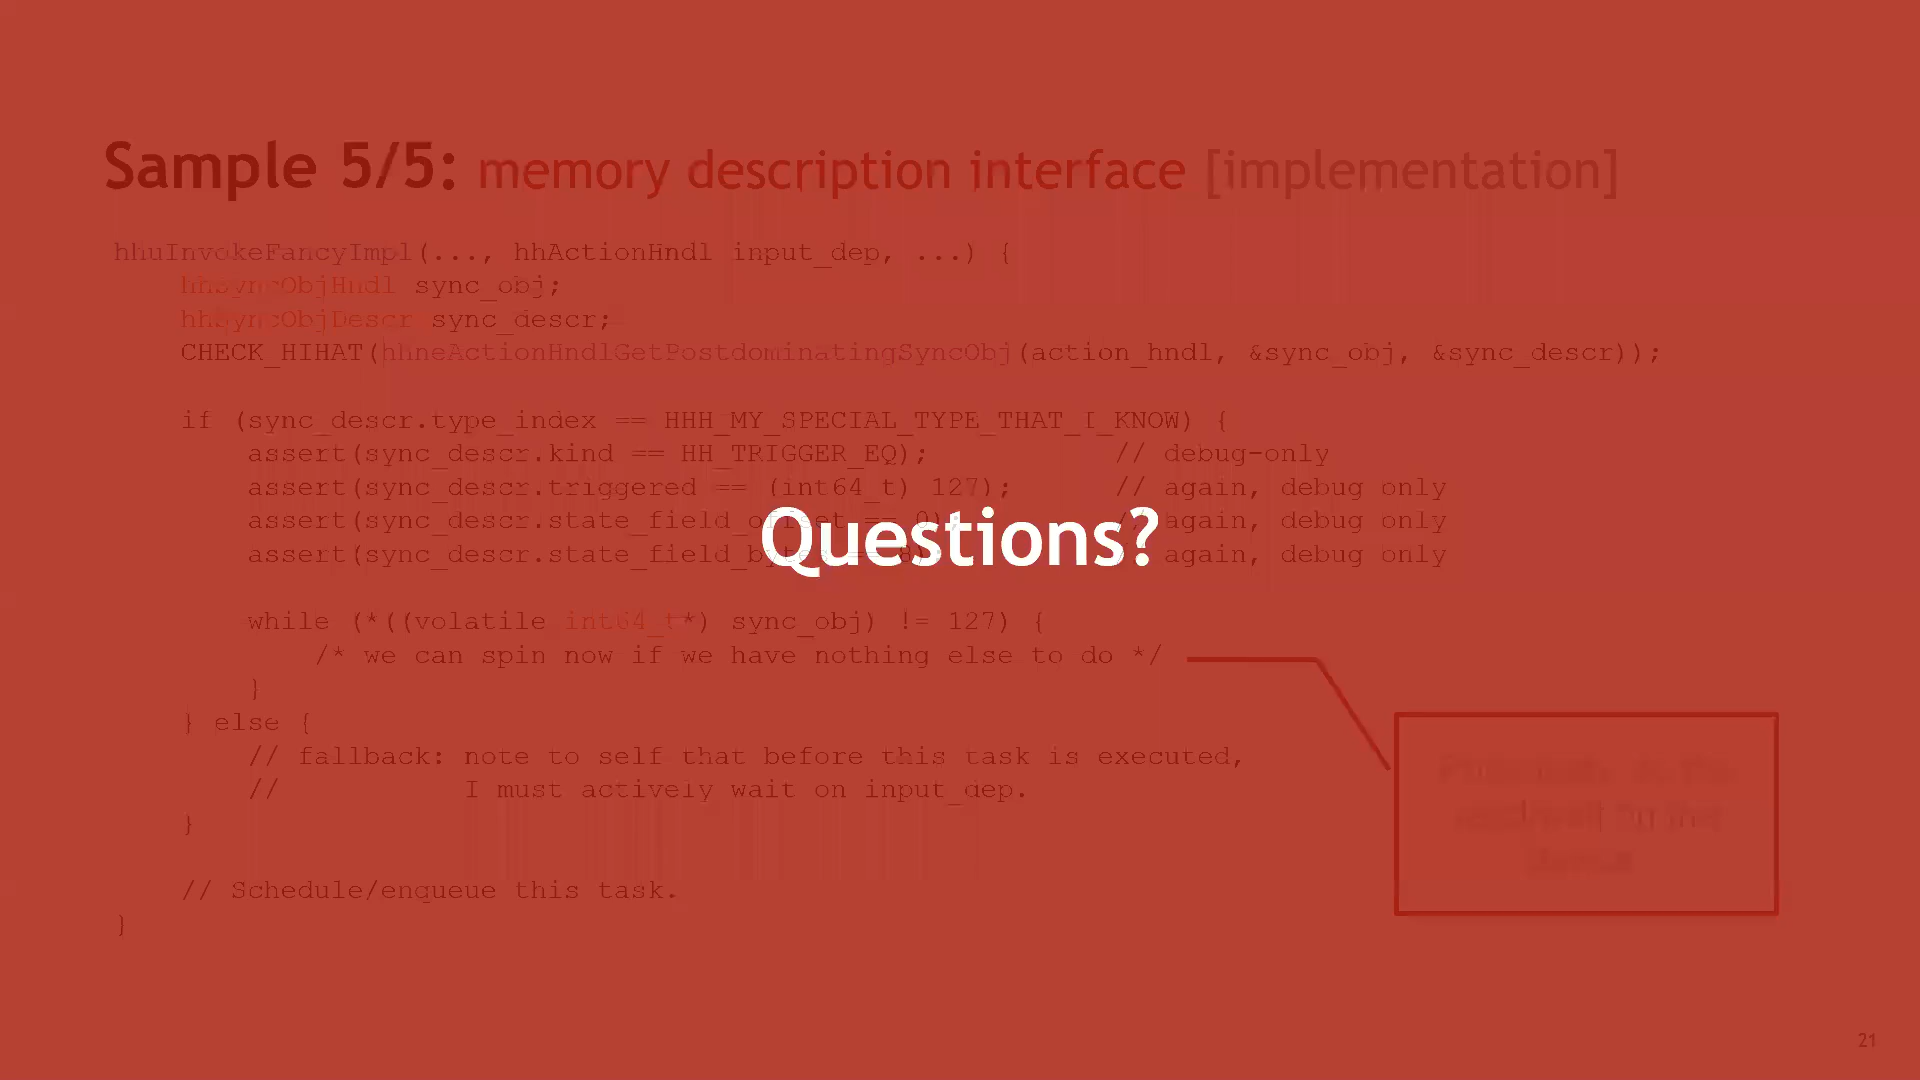 Sample 5/5: memory description interface [implementation]
hhuInvokeFancyImpl(..., hhActionHndl input_dep, ...) {
hhSyncObjHndl sync_obj;
hhSyncObjDescr sync_descr;
CHECK_HIHAT(hhneActionHndlGetPostdominatingSyncObj(action_hndl, &sync_obj, &sync_descr));
if (sync_descr.type_index == HHH_MY_SPECIAL_TYPE_THAT_I_KNOW) {
assert(sync_descr.kind == HH_TRIGGER_EQ); // debug-only
assert(sync_descr.triggered == (int64_t) 127); // again, debug only
assert(sync_descr.state_field_offset == 0); // again, debug only
assert(sync_descr.state_field_bytes == 8); // again, debug only
Questions?
while (*((volatile int64_t*) sync_obj) != 127) {
/* we can spin now if we have nothing else to do */
}
} else {
// fallback: note to self that before this task is executed,
// I must actively wait on input_dep.
}
// Schedule/enqueue this task.
}
21